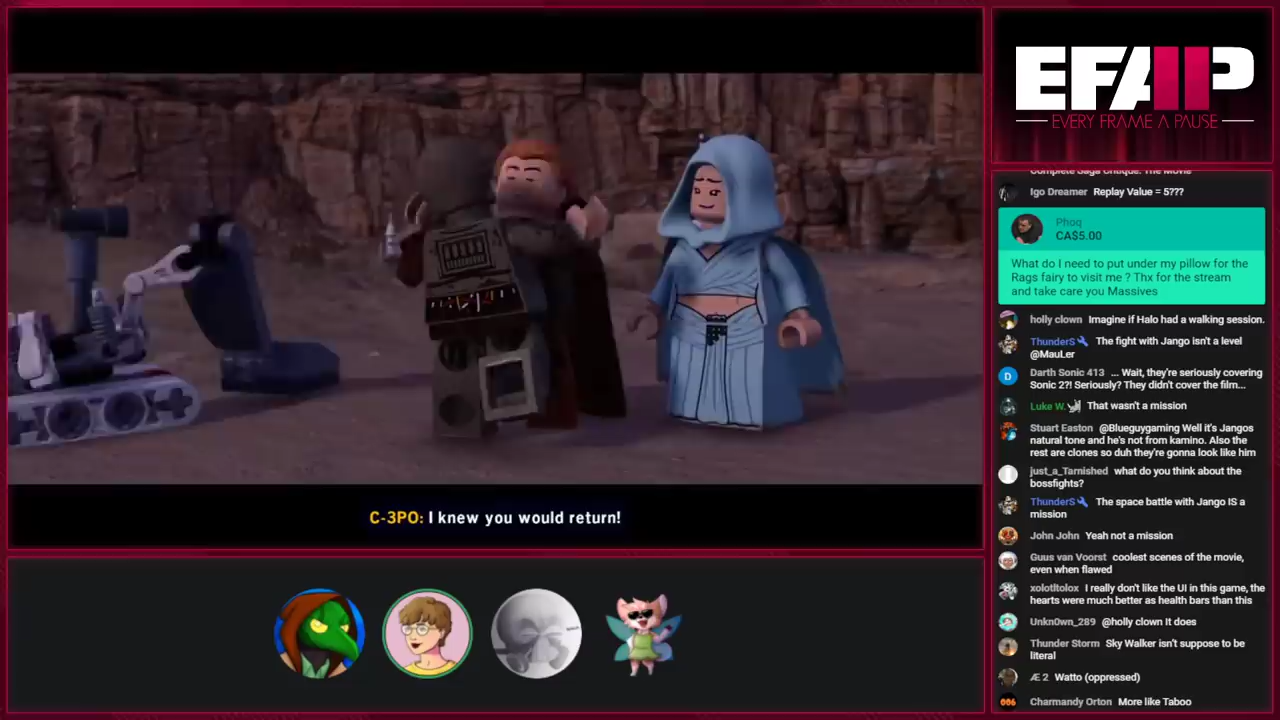 C-3PO: I knew you would return!
EFAP
EVERY FRAME A PAUSE
Complete Saga Critique: The Movie
Igo Dreamer Replay Value = 5???
Phoq
CA$5.00
What do I need to put under my pillow for the
Rags fairy to visit me ? Thx for the stream
and take care you Massives
holly clown Imagine if Halo had a walking session.
ThunderS The fight with Jango isn't a level
@MauLer
D
Darth Sonic 413 ... Wait, they're seriously covering
Sonic 2?! Seriously? They didn't cover the film...
Luke W. That wasn't a mission
Stuart Easton @Blueguygaming Well it's Jangos
natural tone and he's not from kamino. Also the
rest are clones so duh they're gonna look like him
just_a_Tarnished what do you think about the
bossfights?
ThunderS The space battle with Jango IS a
mission
John John Yeah not a mission
Guus van Voorst coolest scenes of the movie,
even when flawed
xolotltolox I really don't like the UI in this game, the
hearts were much better as health bars than this
Unkn0wn_289 @holly clown It does
Thunder Storm Sky Walker isn't suppose to be
literal
Æ 2 Watto (oppressed)
Charmandy Orton More like Taboo